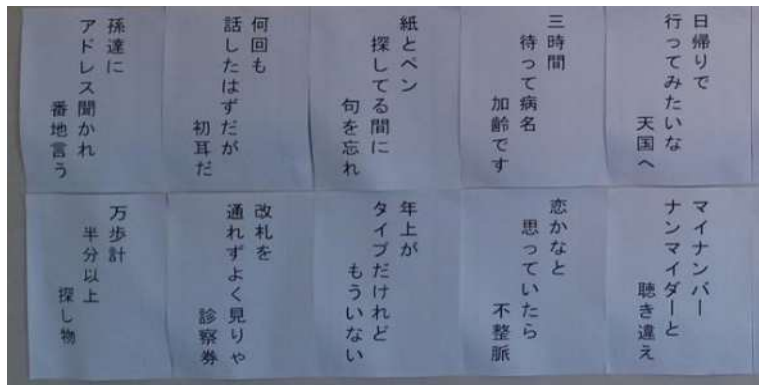 日帰りで
行ってみたいな
天国へ
三時間
待って病名
加齢です
紙とペン
探してる間に
句を忘れ
何回も
話したはずだが
初耳だ
孫達に
アドレス聞かれ
番地言う
マイナンバー
ナンマイダーと
聴き違え
恋かなと
思っていたら
不整脈
年上が
タイプだけれど
もういない
改札を
通れずよく見りゃ
診察券
万歩計
半分以上
探し物